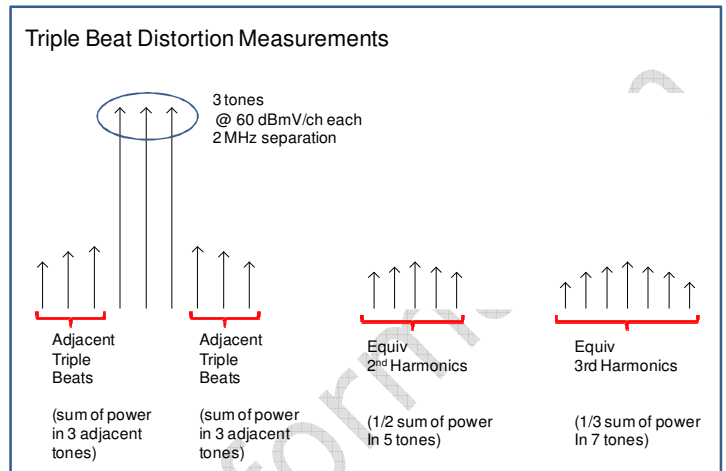 Triple Beat Distortion Measurements
3 tones
@ 60 dBmV/ch each
2 MHz separation
Adjacent
Triple
Beats
(sum of power
in 3 adjacent
tones)
Adjacent
Triple
Beats
(sum of power
in 3 adjacent
tones)
Equiv
2nd Harmonics
(1/2 sum of power
In 5 tones)
Equiv
3rd Harmonics
(1/3 sum of power
In 7 tones)